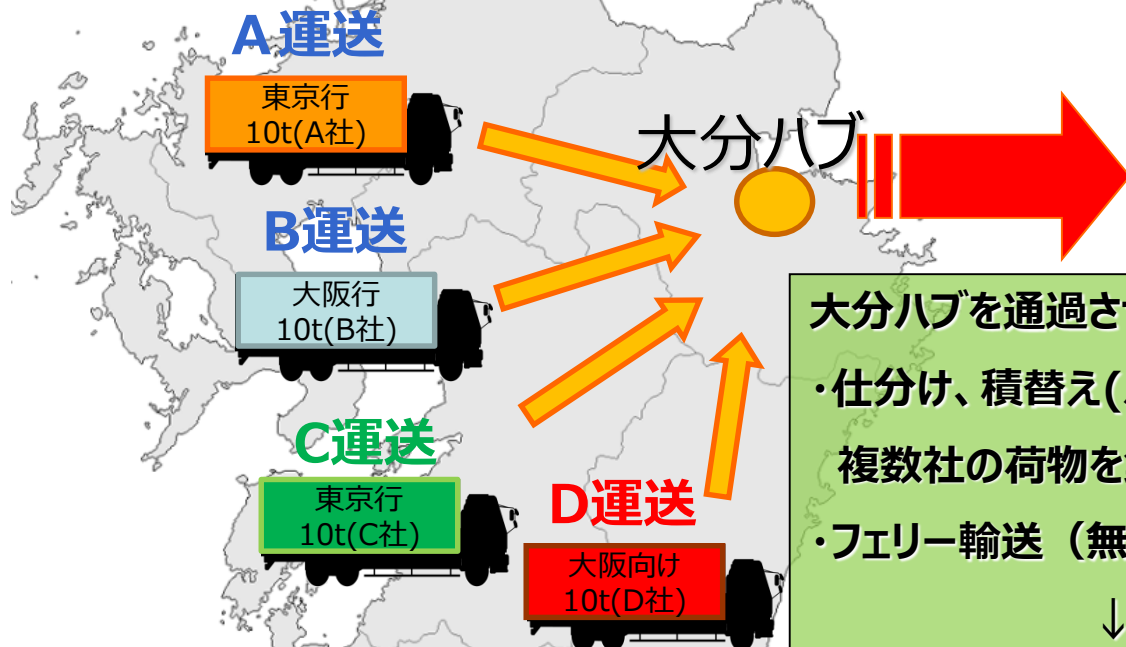 A運送
東京行
10t(A社)
大分ハブ
B運送
大阪行
10t(B社)
C運送
東京行
10t(C社)
D運送
大阪向け
10t(D社)
大分ハブを通過さ
・仕分け、積替え(
複数社の荷物を
・フェリー輸送（無
↓